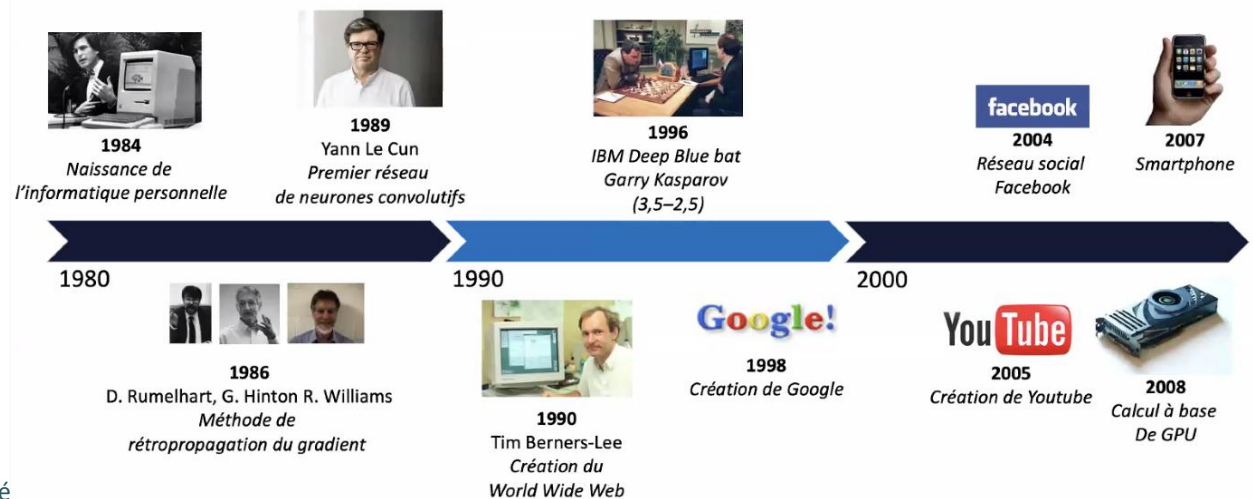 1984
Naissance de
l'informatique personnelle
1989
Yann Le Cun
Premier réseau
de neurones convolutifs
1996
IBM Deep Blue bat
Garry Kasparov
(3,5–2,5)
facebook
2004
Réseau social
Facebook
2007
Smartphone
1980
1990
2000
1986
D. Rumelhart, G. Hinton R. Williams
Méthode de
rétropropagation du gradient
1990
Tim Berners-Lee
Création du
World Wide Web
Google!
1998
Création de Google
YouTube
2005
Création de Youtube
2008
Calcul à base
De GPU
é